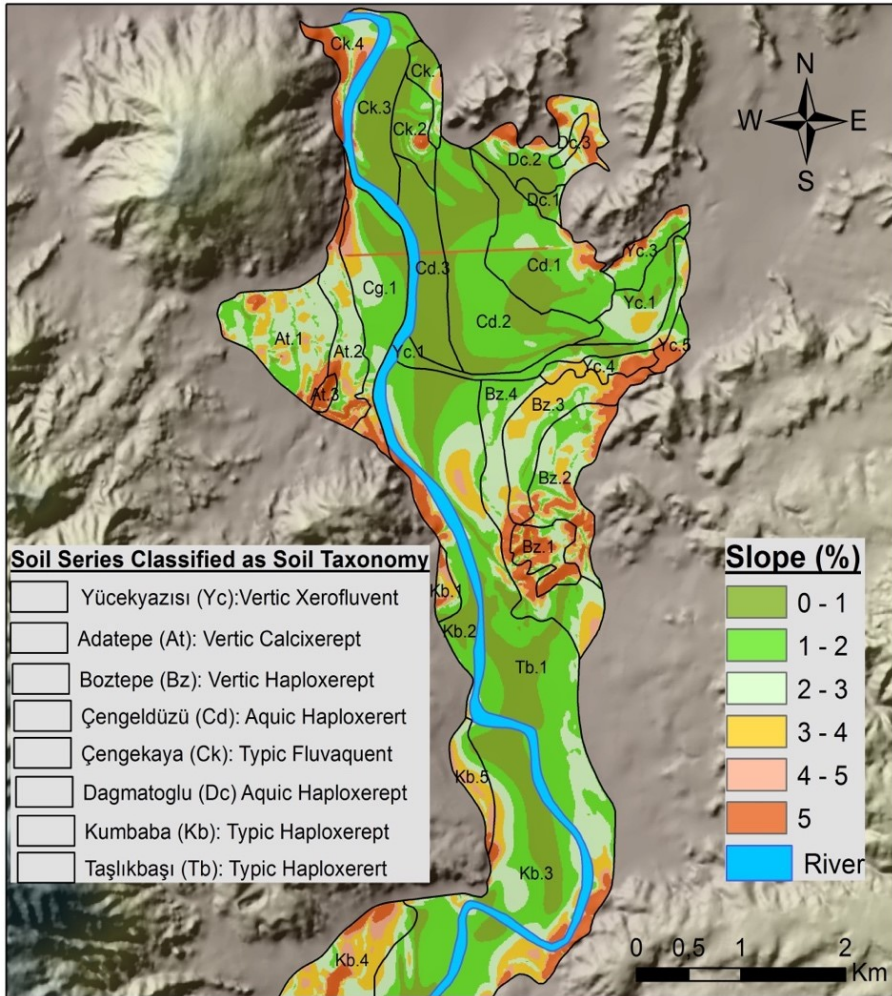 N
W E
S
Ck.4
Ck.1
Ck.3
Ck.2
Dc.3
Dc.2
Dc.1
Yc.3
Cd.3
Cd.1
Cg.1
Yc.1
Cd.2
At.1
At.2
Yc.1
Yc.5
Yc.4
At.3
Bz.4
Bz.3
Bz.2
Bz.1
Kb.1
Kb.2
Tb.1
Kb.5
Kb.3
Kb.4
Soil Series Classified as Soil Taxonomy
Yücekyazısı (Yc):Vertic Xerofluvent
Adatepe (At): Vertic Calcixerept
Boztepe (Bz): Vertic Haploxerept
Çengeldüzü (Cd): Aquic Haploxerert
Çengekaya (Ck): Typic Fluvaquent
Dagmatoglu (Dc) Aquic Haploxerept
Kumbaba (Kb): Typic Haploxerept
Taşlıkbaşı (Tb): Typic Haploxerert
Slope (%)
0 - 1
1 - 2
2 - 3
3 - 4
4 - 5
5
River
0 0,5 1 2
Km